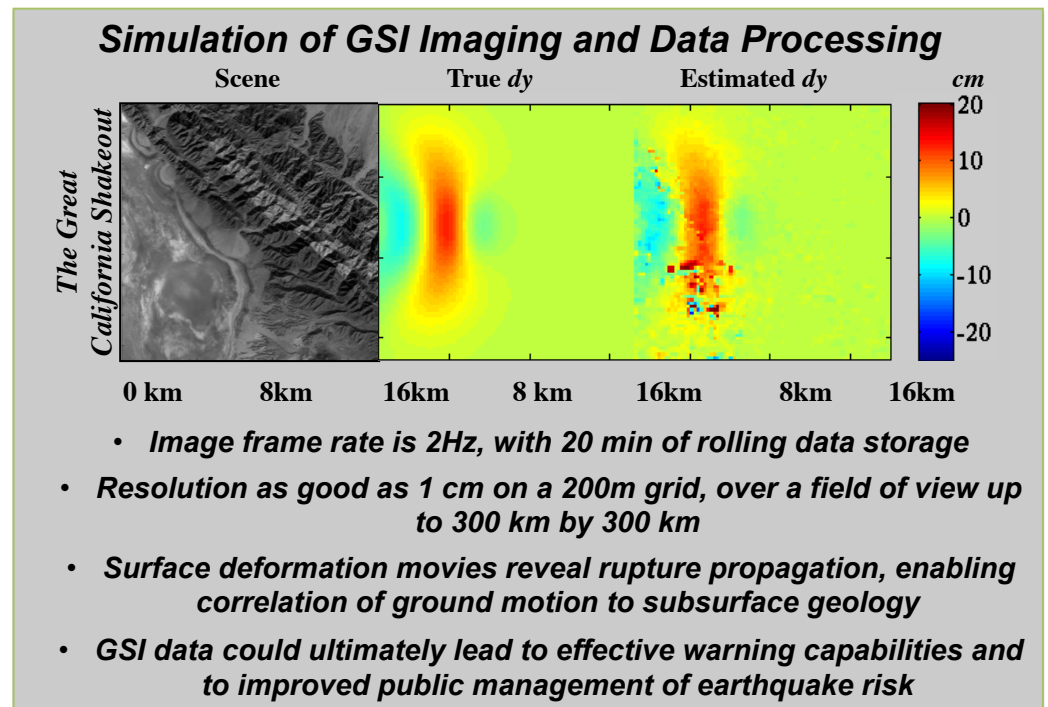 Simulation of GSI Imaging and Data Processing
Scene True dy Estimated dy cm
The Great
California Shakeout
20
10
0
-10
-20
0 km 8km 16km 8 km 16km 8km 16km
• Image frame rate is 2Hz, with 20 min of rolling data storage
• Resolution as good as 1 cm on a 200m grid, over a field of view up
to 300 km by 300 km
• Surface deformation movies reveal rupture propagation, enabling
correlation of ground motion to subsurface geology
• GSI data could ultimately lead to effective warning capabilities and
to improved public management of earthquake risk